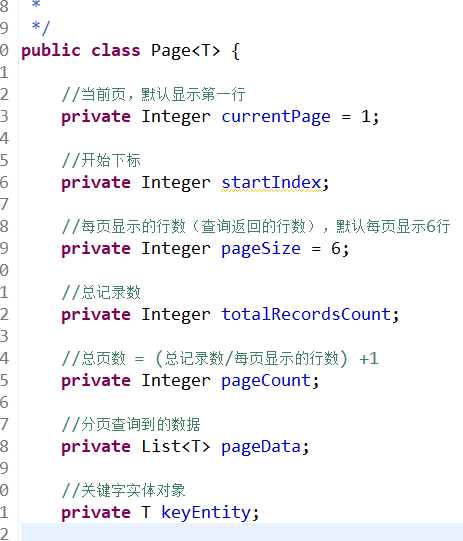 8 *
9 */
0 public class Page<T> {
1
2 //当前页，默认显示第一行
3 private Integer currentPage = 1;
4
5 //开始下标
6 private Integer startIndex;
7
8 //每页显示的行数（查询返回的行数），默认每页显示6行
9 private Integer pageSize = 6;
0
1 //总记录数
2 private Integer totalRecordsCount;
3
4 //总页数 = (总记录数/每页显示的行数) +1
5 private Integer pageCount;
6
7 //分页查询到的数据
8 private List<T> pageData;
9
0 //关键字实体对象
1 private T keyEntity;
2